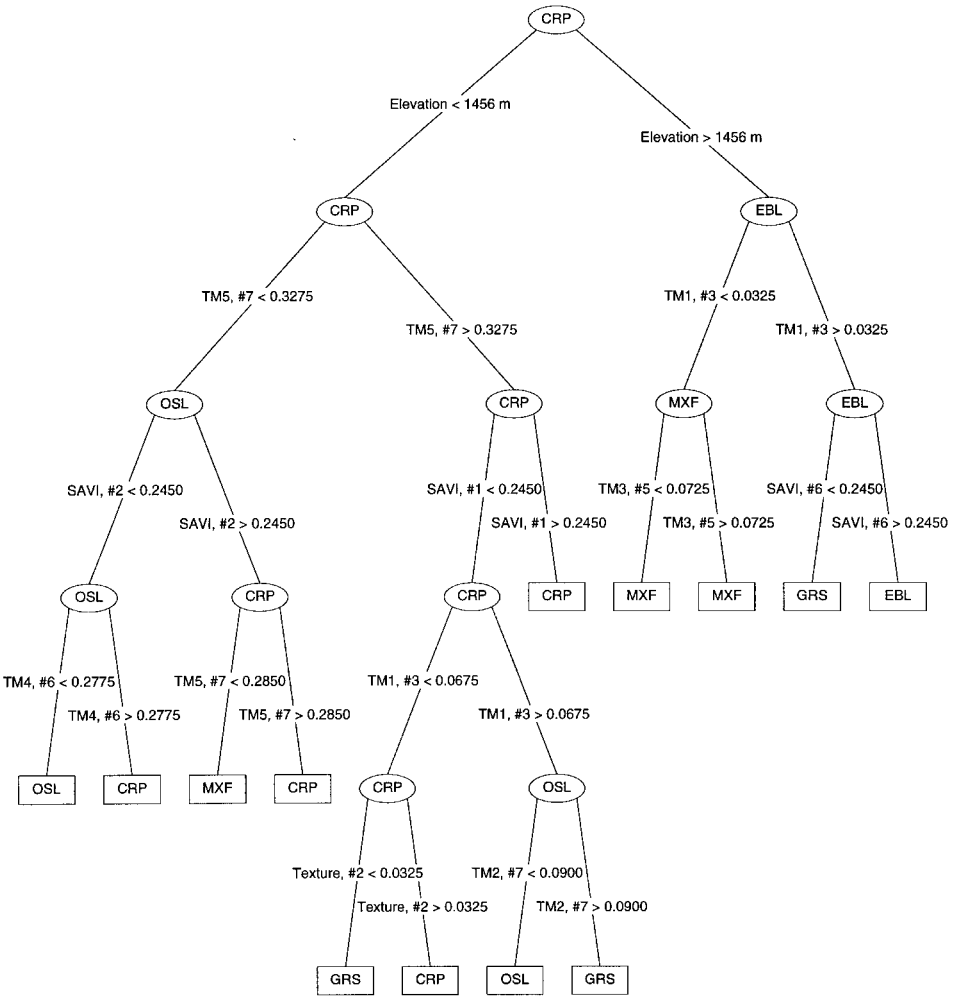 CRP
Elevation < 1456 m
Elevation > 1456 m
CRP
EBL
TM5, #7 < 0.3275
TM1, #3 < 0.0325
TM5, #7 > 0.3275
TM1, #3 > 0.0325
OSL
CRP
MXF
EBL
SAVI, #2 < 0.2450
SAVI, #1 < 0.2450
TM3, #5 < 0.0725
SAVI, #6 < 0.2450
SAVI, #2 > 0.2450
SAVI, #1 > 0.2450
TM3, #5 > 0.0725
SAVI, #6 > 0.2450
OSL
CRP
CRP
CRP
MXF
MXF
GRS
EBL
TM4, #6 < 0.2775
TM5, #7 < 0.2850
TM1, #3 < 0.0675
TM4, #6 > 0.2775
TM5, #7 > 0.2850
TM1, #3 > 0.0675
OSL
CRP
MXF
CRP
CRP
OSL
Texture, #2 < 0.0325
TM2, #7 < 0.0900
Texture, #2 > 0.0325
TM2, #7 > 0.0900
GRS
CRP
OSL
GRS